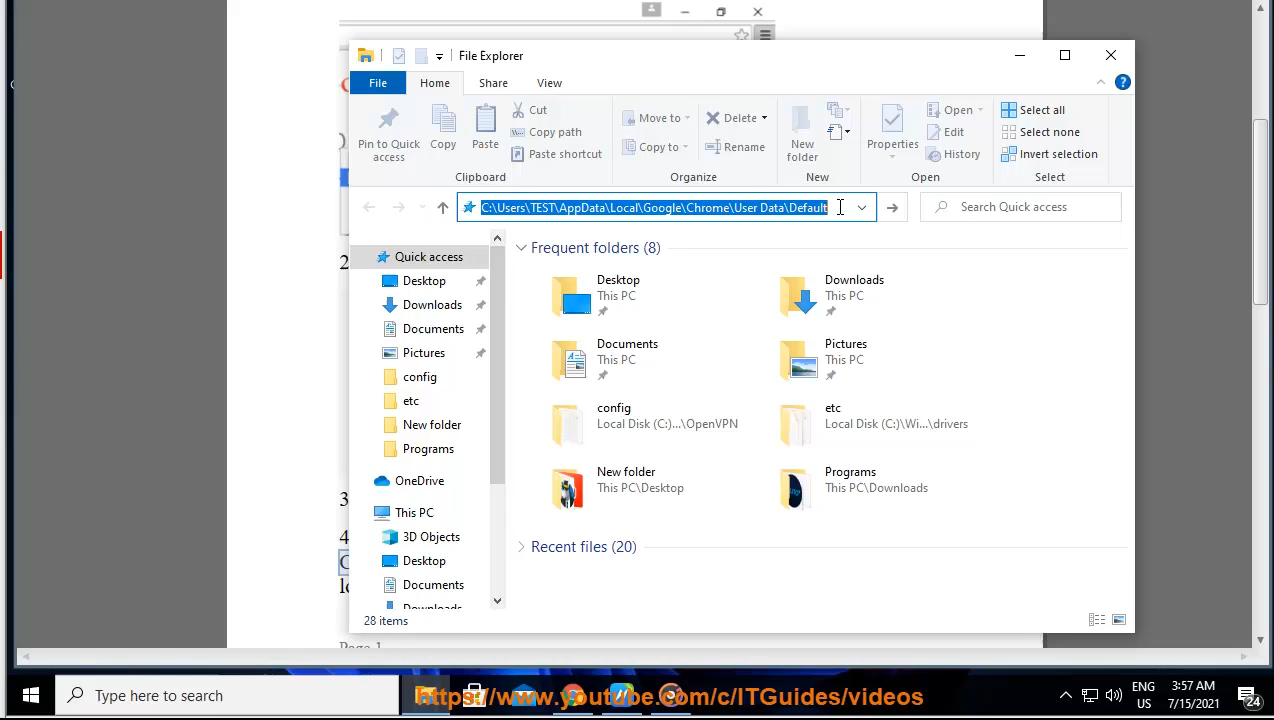 File Explorer
File
Home
Share
View
Pin to Quick
access
Copy
Paste
Cut
Copy path
Paste shortcut
Clipboard
Move to
Copy to
Delete
Rename
Organize
New
folder
New
Properties
Open
Edit
History
Open
Select all
Select none
Invert selection
Select
C:\Users\TEST\AppData\Local\Google\Chrome\User Data\Default
Search Quick access
Quick access
Desktop
Downloads
Documents
Pictures
config
etc
New folder
Programs
OneDrive
This PC
3D Objects
Desktop
Documents
Downloads
Frequent folders (8)
Desktop
This PC
Downloads
This PC
Documents
This PC
Pictures
This PC
config
Local Disk (C:)...\OpenVPN
etc
Local Disk (C:)\Wi...\drivers
New folder
This PC\Desktop
Programs
This PC\Downloads
Recent files (20)
28 items
2
3
4
Page 1
Type here to search
https://www.youtube.com/c/ITGuides/videos
ENG
US
3:57 AM
7/15/2021
24